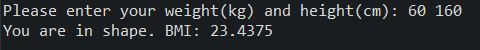 Please enter your weight(kg) and height(cm): 60 160
You are in shape. BMI: 23.4375